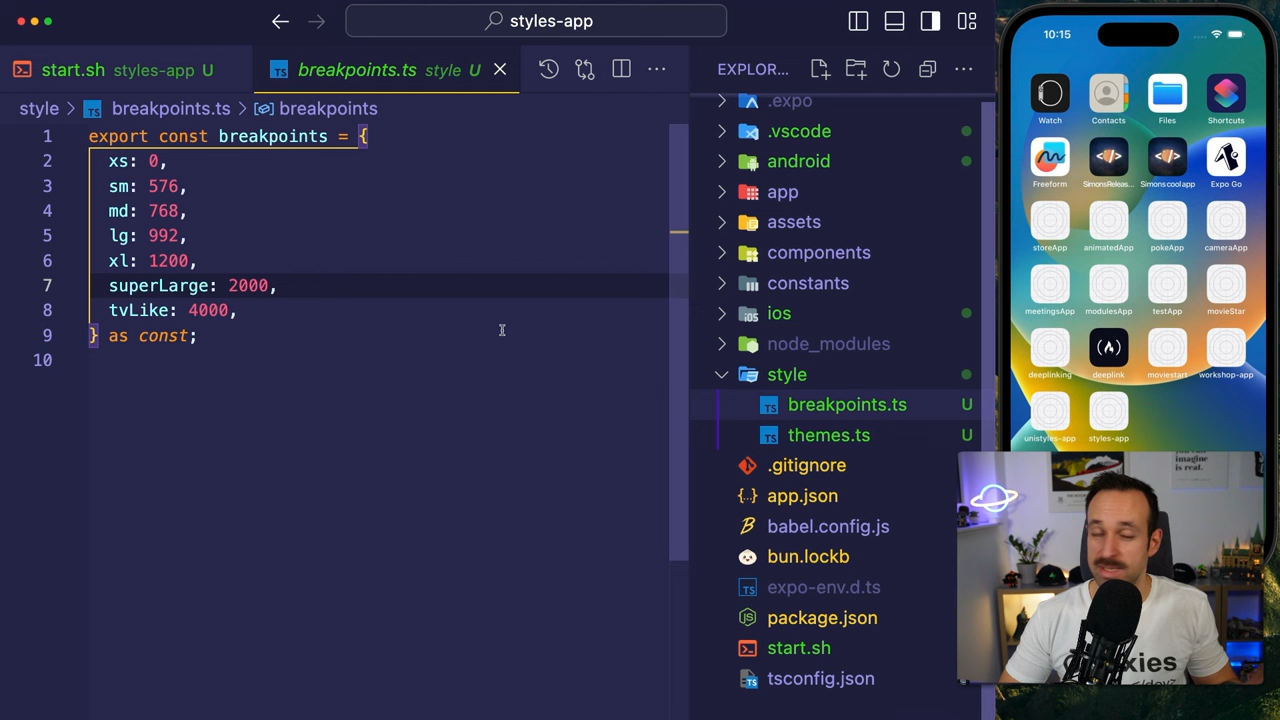 styles-app
start.sh styles-app U
breakpoints.ts style U
style > breakpoints.ts > breakpoints
1 export const breakpoints = {
2 xs: 0,
3 sm: 576,
4 md: 768,
5 lg: 992,
6 xl: 1200,
7 superLarge: 2000,
8 tvLike: 4000,
9 } as const;
10
EXPLOR...
.expo
.vscode
android
app
assets
components
constants
ios
node_modules
style
breakpoints.ts U
themes.ts U
.gitignore
app.json
babel.config.js
bun.lockb
expo-env.d.ts
package.json
start.sh
tsconfig.json
10:15
Watch Contacts Files Shortcuts
Freeform SimonsReleas... Simonscoolapp Expo Go
storeApp animatedApp pokeApp cameraApp
meetingsApp modulesApp testApp movieStar
deeplinking deeplink moviestart workshop-app
unistyles-app styles-app
imagine
is real.